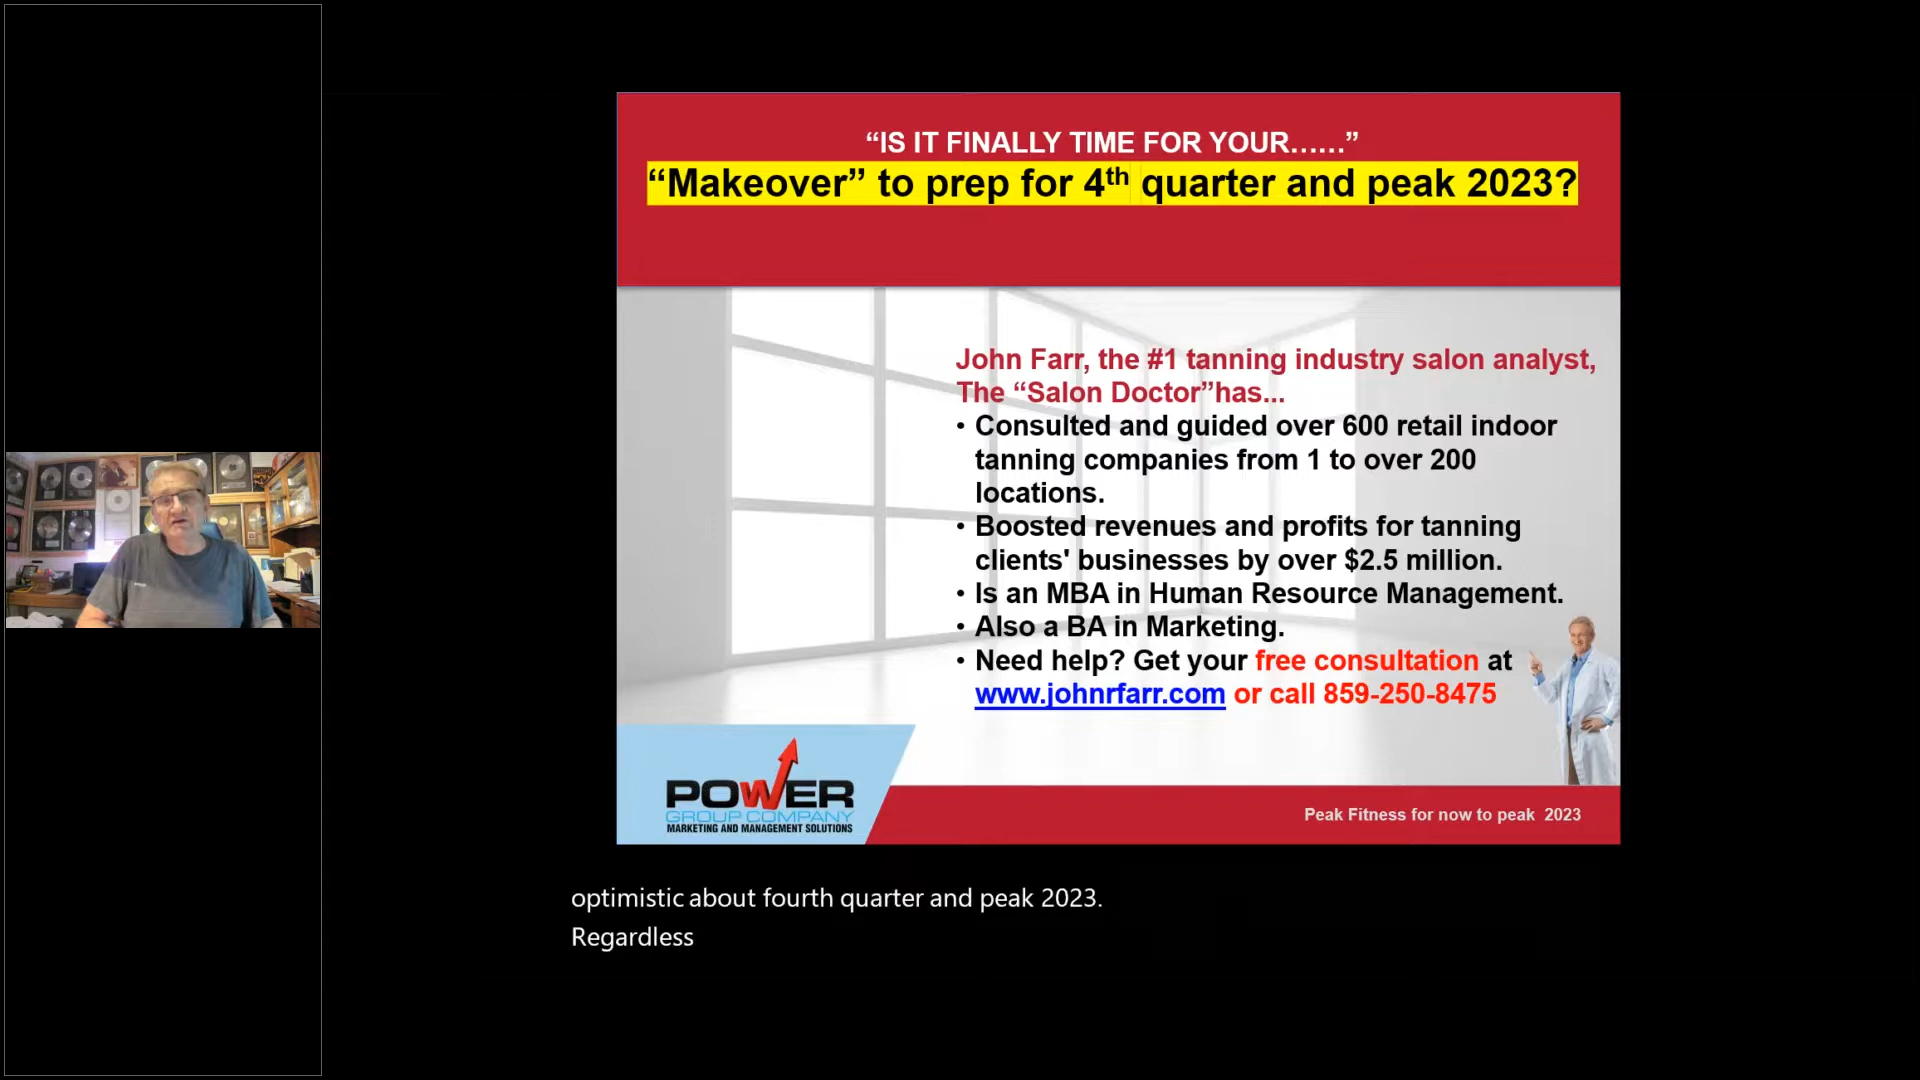 “IS IT FINALLY TIME FOR YOUR……”
“Makeover” to prep for 4th quarter and peak 2023?
John Farr, the #1 tanning industry salon analyst,
The “Salon Doctor”has...
• Consulted and guided over 600 retail indoor
tanning companies from 1 to over 200
locations.
• Boosted revenues and profits for tanning
clients' businesses by over $2.5 million.
• Is an MBA in Human Resource Management.
• Also a BA in Marketing.
• Need help? Get your free consultation at
www.johnrfarr.com or call 859-250-8475
POWER
GROUP COMPANY
MARKETING AND MANAGEMENT SOLUTIONS
Peak Fitness for now to peak 2023
optimistic about fourth quarter and peak 2023.
Regardless